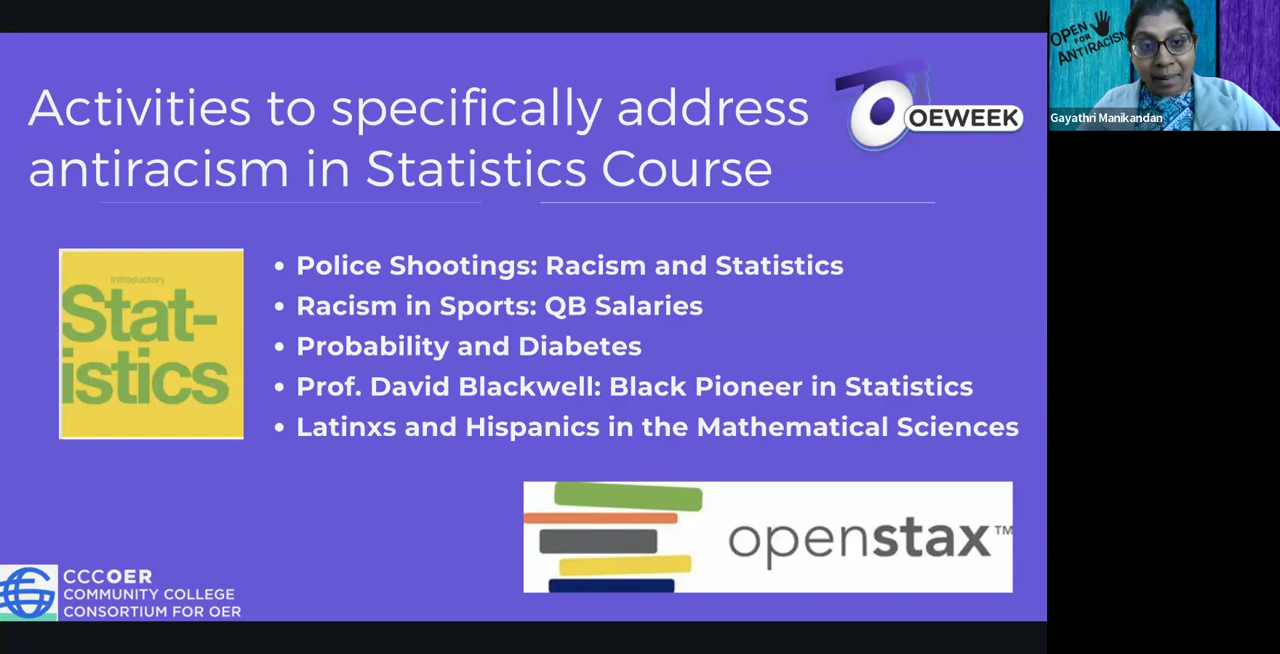 Activities to specifically address
antiracism in Statistics Course
OEWEEK
Introductory
Stat-
istics
• Police Shootings: Racism and Statistics
• Racism in Sports: QB Salaries
• Probability and Diabetes
• Prof. David Blackwell: Black Pioneer in Statistics
• Latinxs and Hispanics in the Mathematical Sciences
openstax™
CCCOER
COMMUNITY COLLEGE
CONSORTIUM FOR OER
OPEN
FOR
ANTIRACISM
Gayathri Manikandan